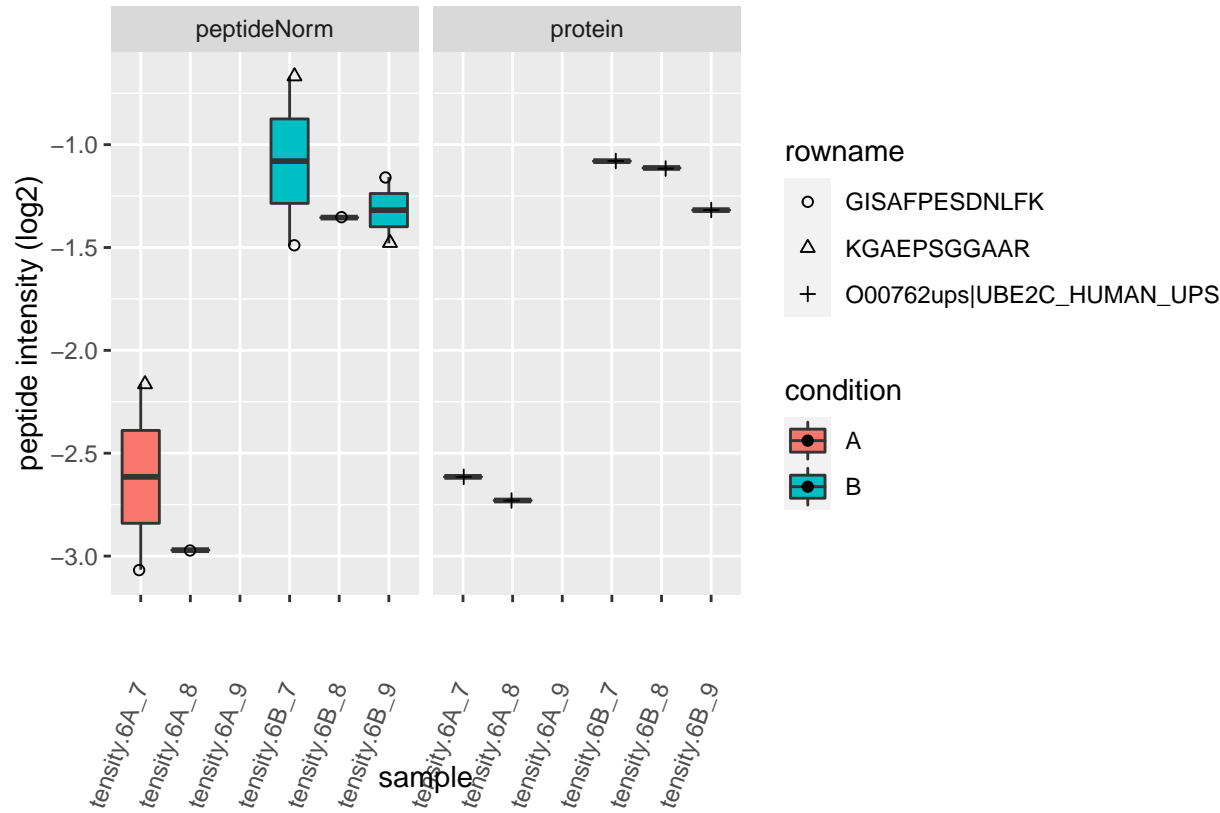 peptideNorm
protein
peptide intensity (log2)
−1.0
−1.5
−2.0
−2.5
−3.0
tensity.6A_7
tensity.6A_8
tensity.6A_9
tensity.6B_7
tensity.6B_8
tensity.6B_9
tensity.6A_7
tensity.6A_8
tensity.6A_9
tensity.6B_7
tensity.6B_8
tensity.6B_9
sample
rowname
GISAFPESDNLFK
KGAEPSGGAAR
O00762ups|UBE2C_HUMAN_UPS
condition
A
B